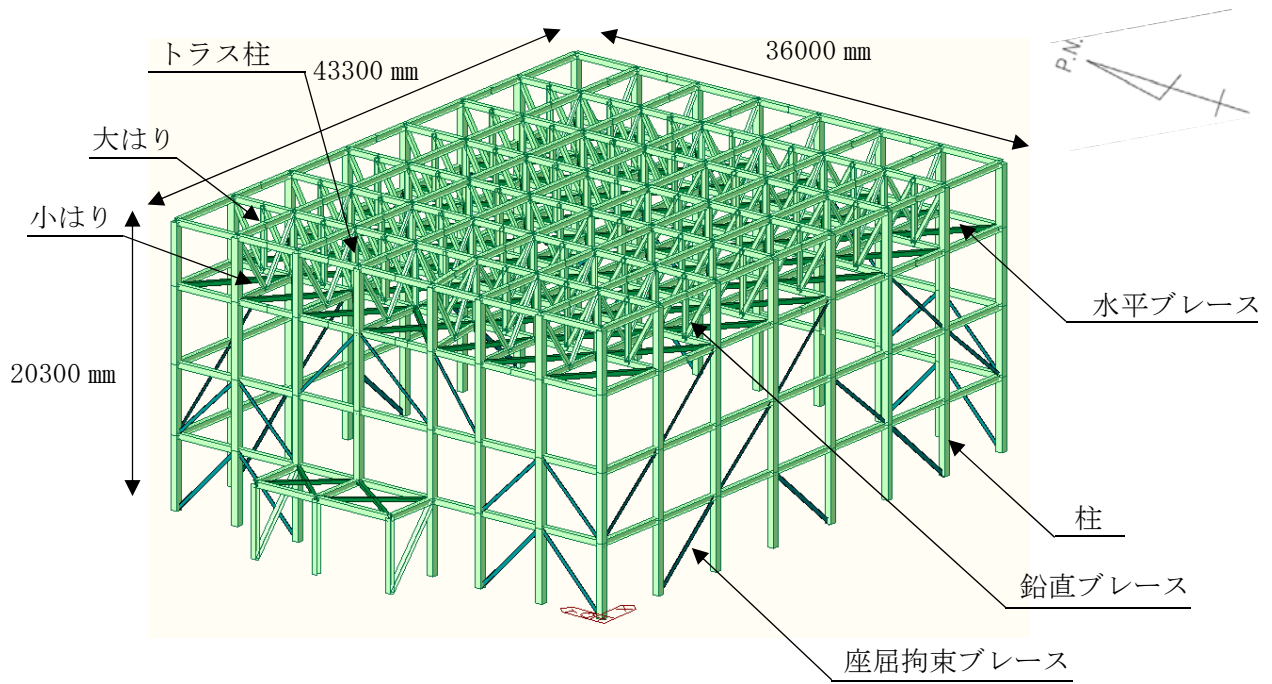 トラス柱
43300 mm
36000 mm
P.N.
大はり
小はり
20300 mm
水平ブレース
柱
鉛直ブレース
座屈拘束ブレース